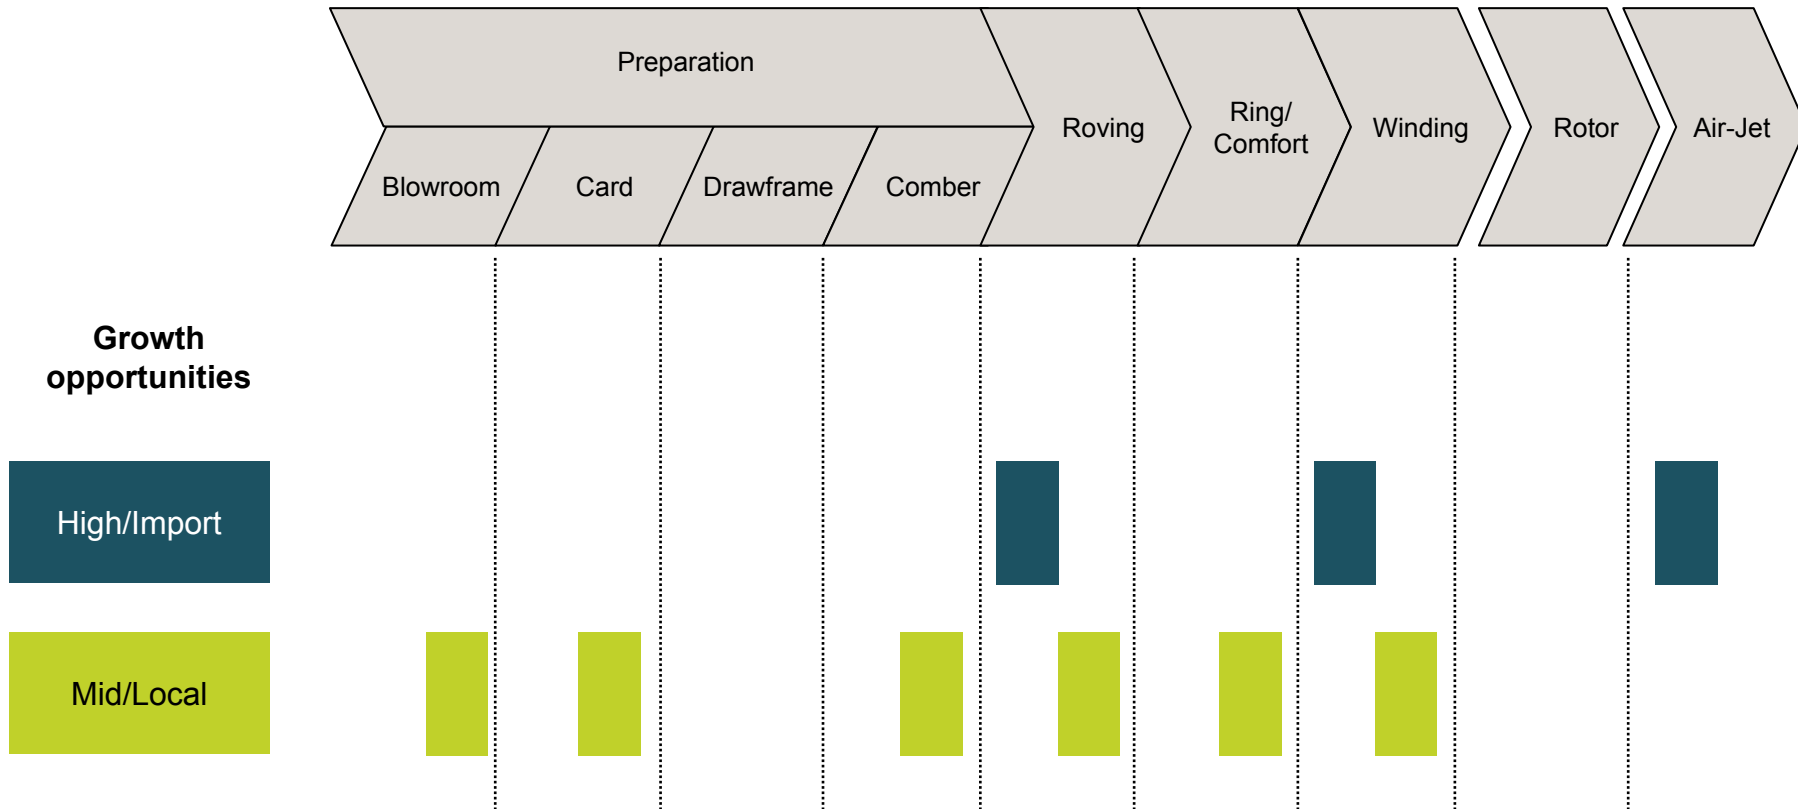 Preparation
Blowroom
Card
Drawframe
Comber
Roving
Ring/
Comfort
Winding
Rotor
Air-Jet
Growth
opportunities
High/Import
Mid/Local